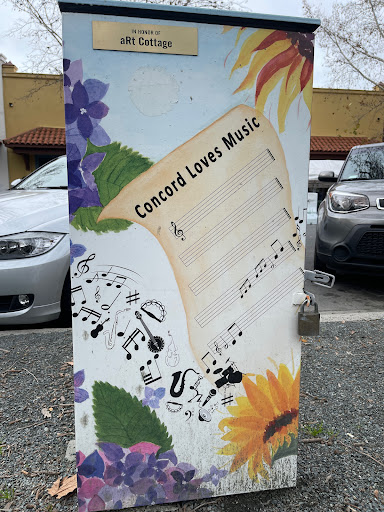 IN HONOR OF
aRt Cottage
Concord Loves Music